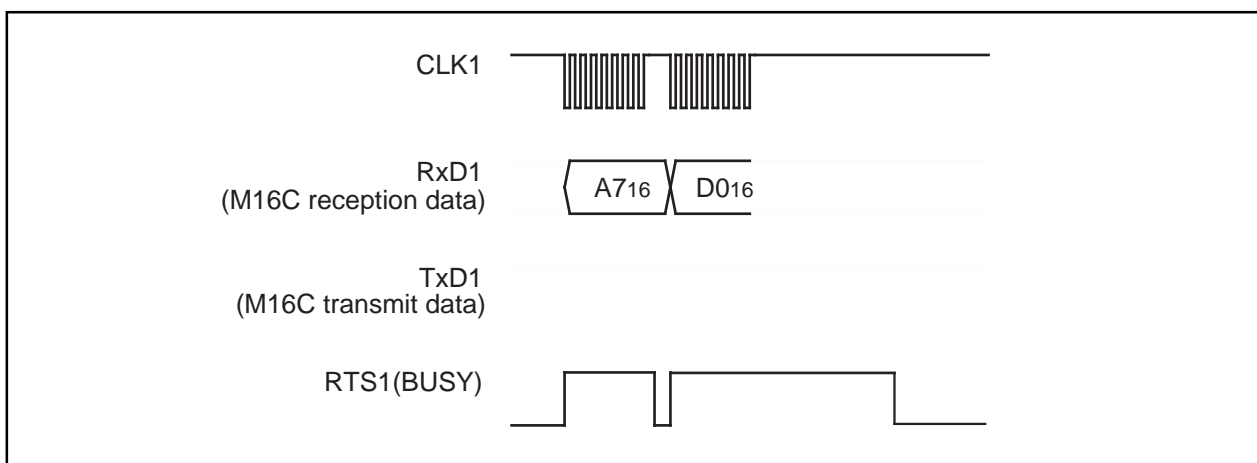 CLK1
RxD1
(M16C reception data)
A716
D016
TxD1
(M16C transmit data)
RTS1(BUSY)